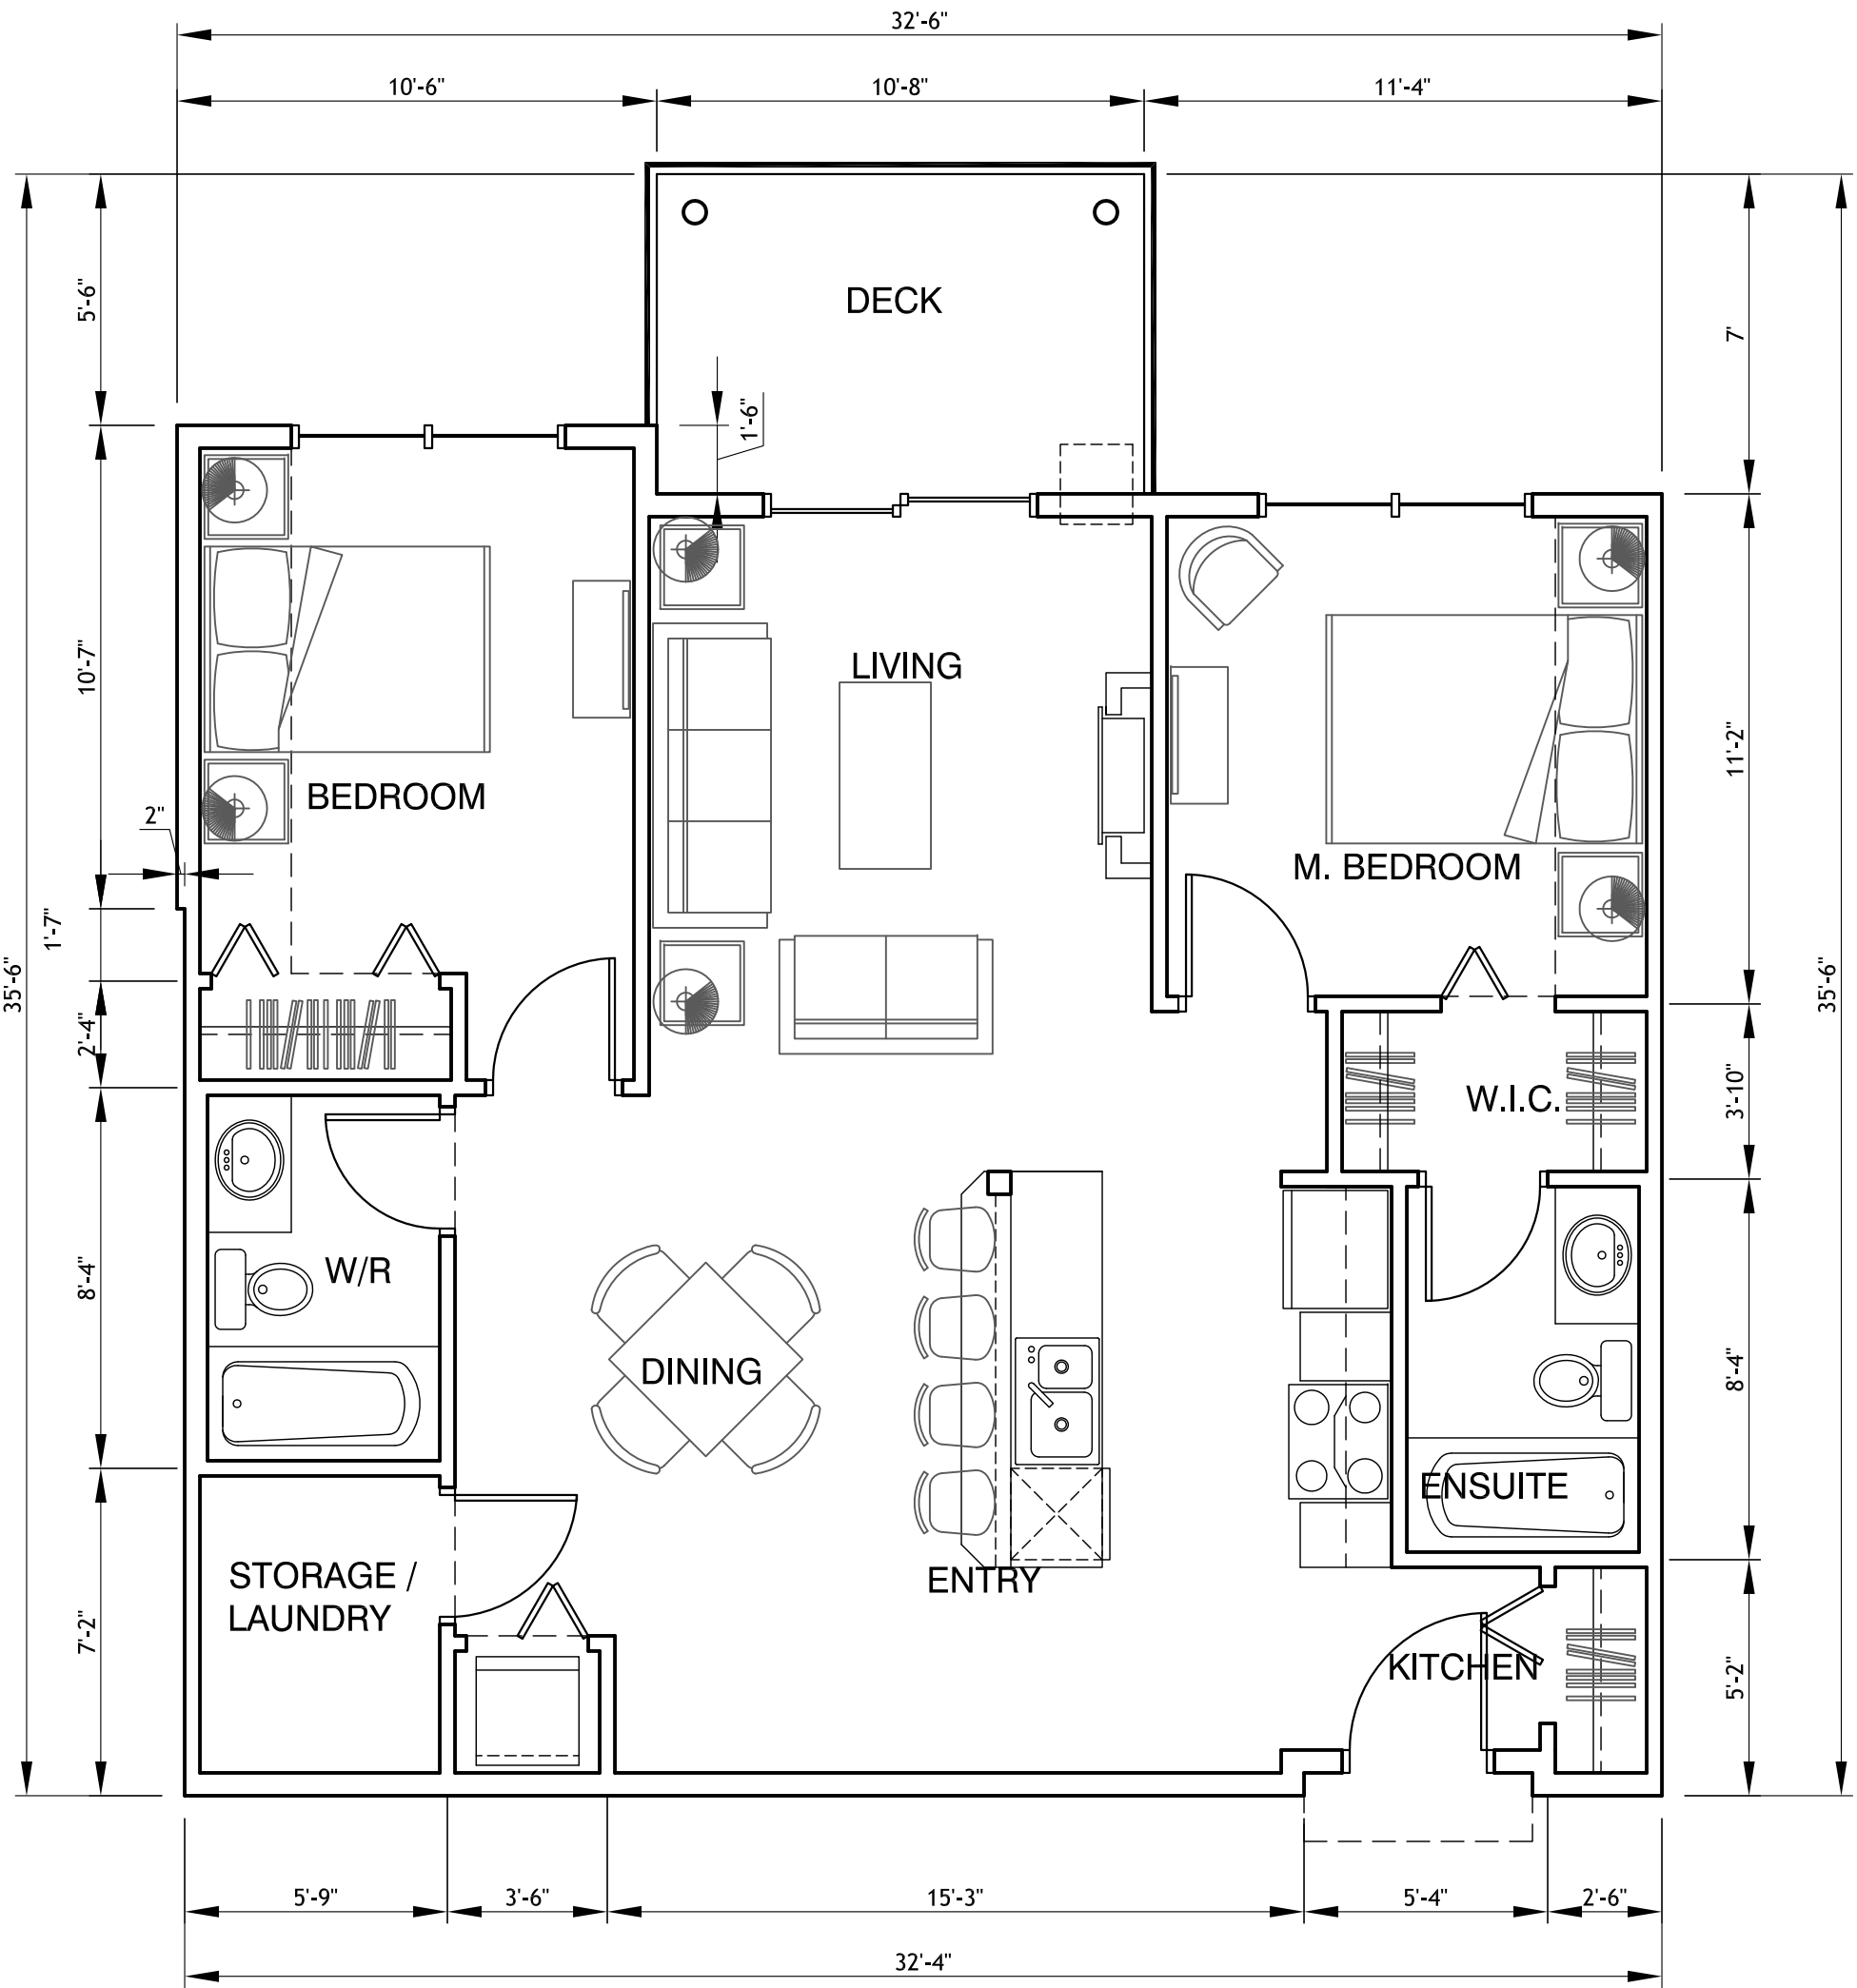 32'-6"
10'-6"
10'-8"
11'-4"
5'-6"
DECK
7'
1'-6"
10'-7"
LIVING
11'-2"
BEDROOM
2"
M. BEDROOM
1'-7"
35'-6"
35'-6"
2'-4"
W.I.C.
3'-10"
W/R
8'-4"
DINING
8'-4"
ENSUITE
STORAGE /
LAUNDRY
ENTRY
7'-2"
KITCHEN
5'-2"
5'-9"
3'-6"
15'-3"
5'-4"
2'-6"
32'-4"